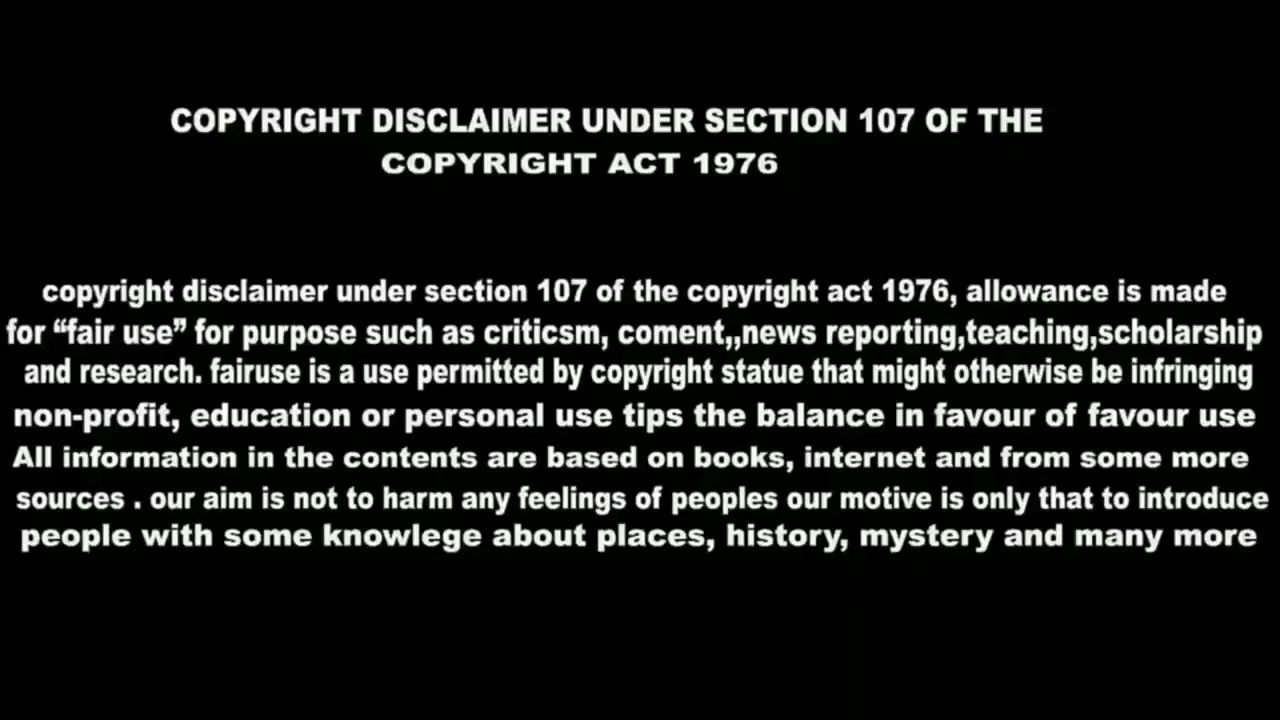 COPYRIGHT DISCLAIMER UNDER SECTION 107 OF THE
COPYRIGHT ACT 1976
copyright disclaimer under section 107 of the copyright act 1976, allowance is made
for “fair use” for purpose such as criticsm, coment,,news reporting,teaching,scholarship
and research. fairuse is a use permitted by copyright statue that might otherwise be infringing
non-profit, education or personal use tips the balance in favour of favour use
All information in the contents are based on books, internet and from some more
sources . our aim is not to harm any feelings of peoples our motive is only that to introduce
people with some knowlege about places, history, mystery and many more